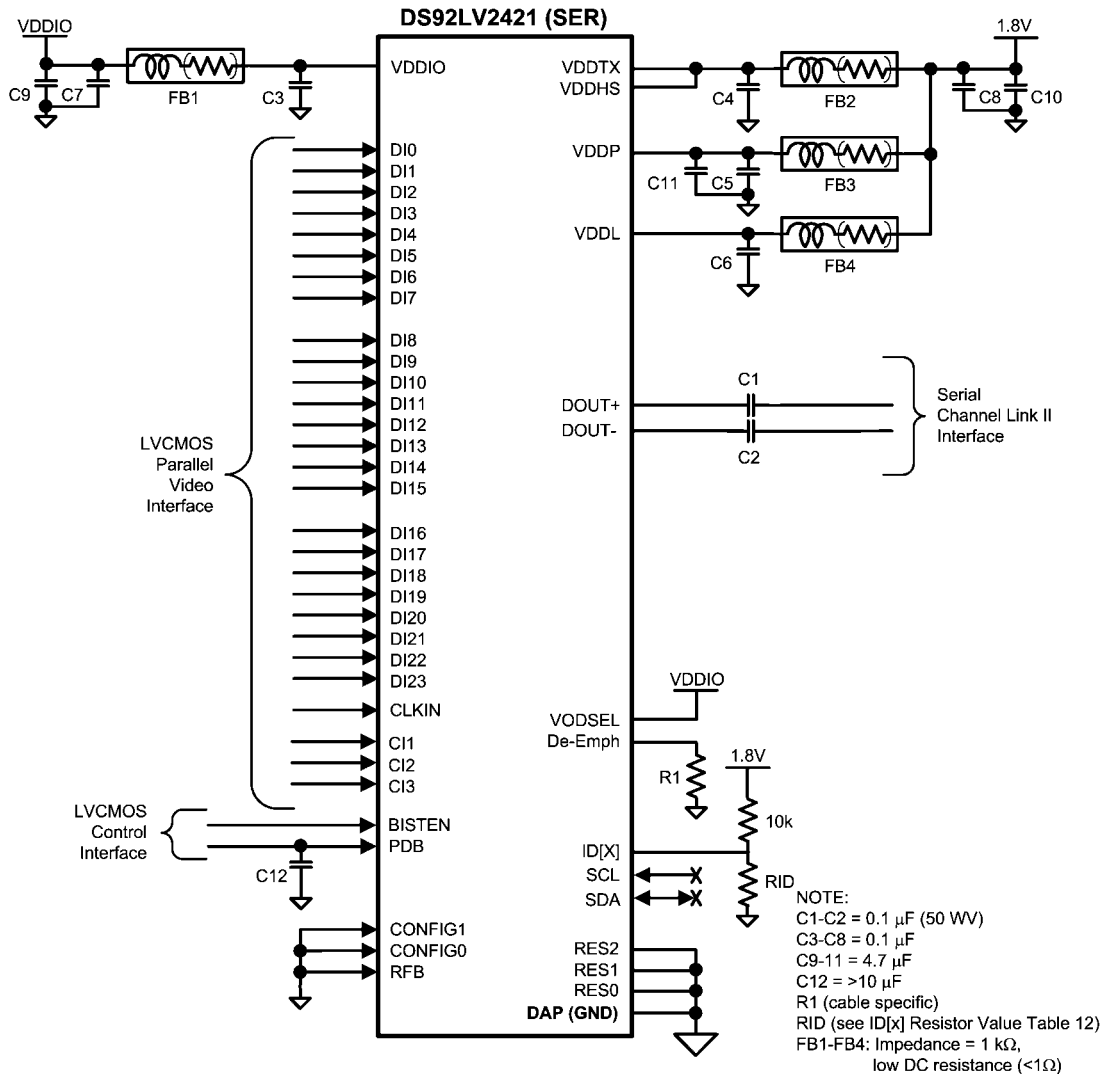 DS92LV2421 (SER)
VDDIO
C9
C7
FB1
C3
VDDIO
VDDTX
VDDHS
C4
FB2
1.8V
C8
C10
VDDP
C11
C5
FB3
VDDL
C6
FB4
DI0
DI1
DI2
DI3
DI4
DI5
DI6
DI7
DI8
DI9
DI10
DI11
DI12
DI13
DI14
DI15
DI16
DI17
DI18
DI19
DI20
DI21
DI22
DI23
CLKIN
CI1
CI2
CI3
LVCMOS
Parallel
Video
Interface
DOUT+
DOUT-
C1
C2
Serial
Channel Link II
Interface
LVCMOS
Control
Interface
BISTEN
PDB
C12
CONFIG1
CONFIG0
RFB
VDDIO
VODSEL
De-Emph
R1
1.8V
10k
ID[X]
SCL
SDA
RID
RES2
RES1
RES0
DAP (GND)
NOTE:
C1-C2 = 0.1 μF (50 WV)
C3-C8 = 0.1 μF
C9-11 = 4.7 μF
C12 = >10 μF
R1 (cable specific)
RID (see ID[x] Resistor Value Table 12)
FB1-FB4: Impedance = 1 kΩ,
low DC resistance (<1Ω)